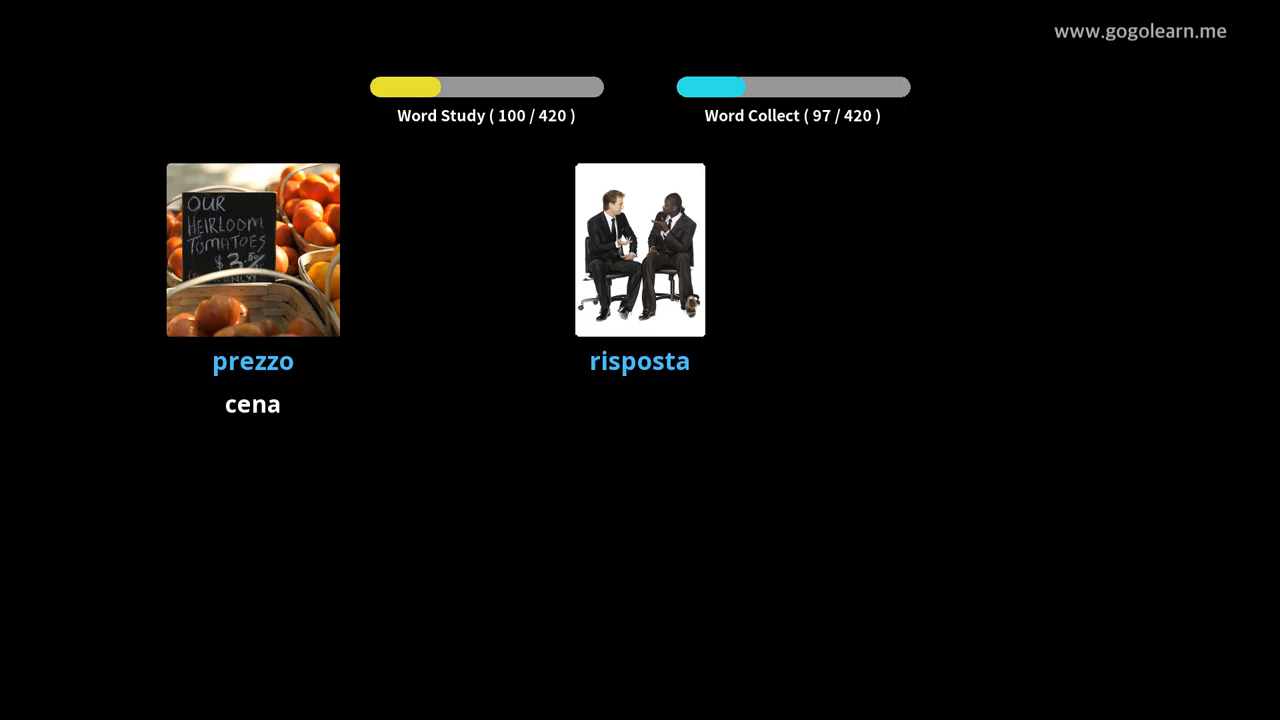 www.gogolearn.me
Word Study ( 100 / 420 )
Word Collect ( 97 / 420 )
OUR
HEIRLOOM
TOMATOES
prezzo
risposta
cena